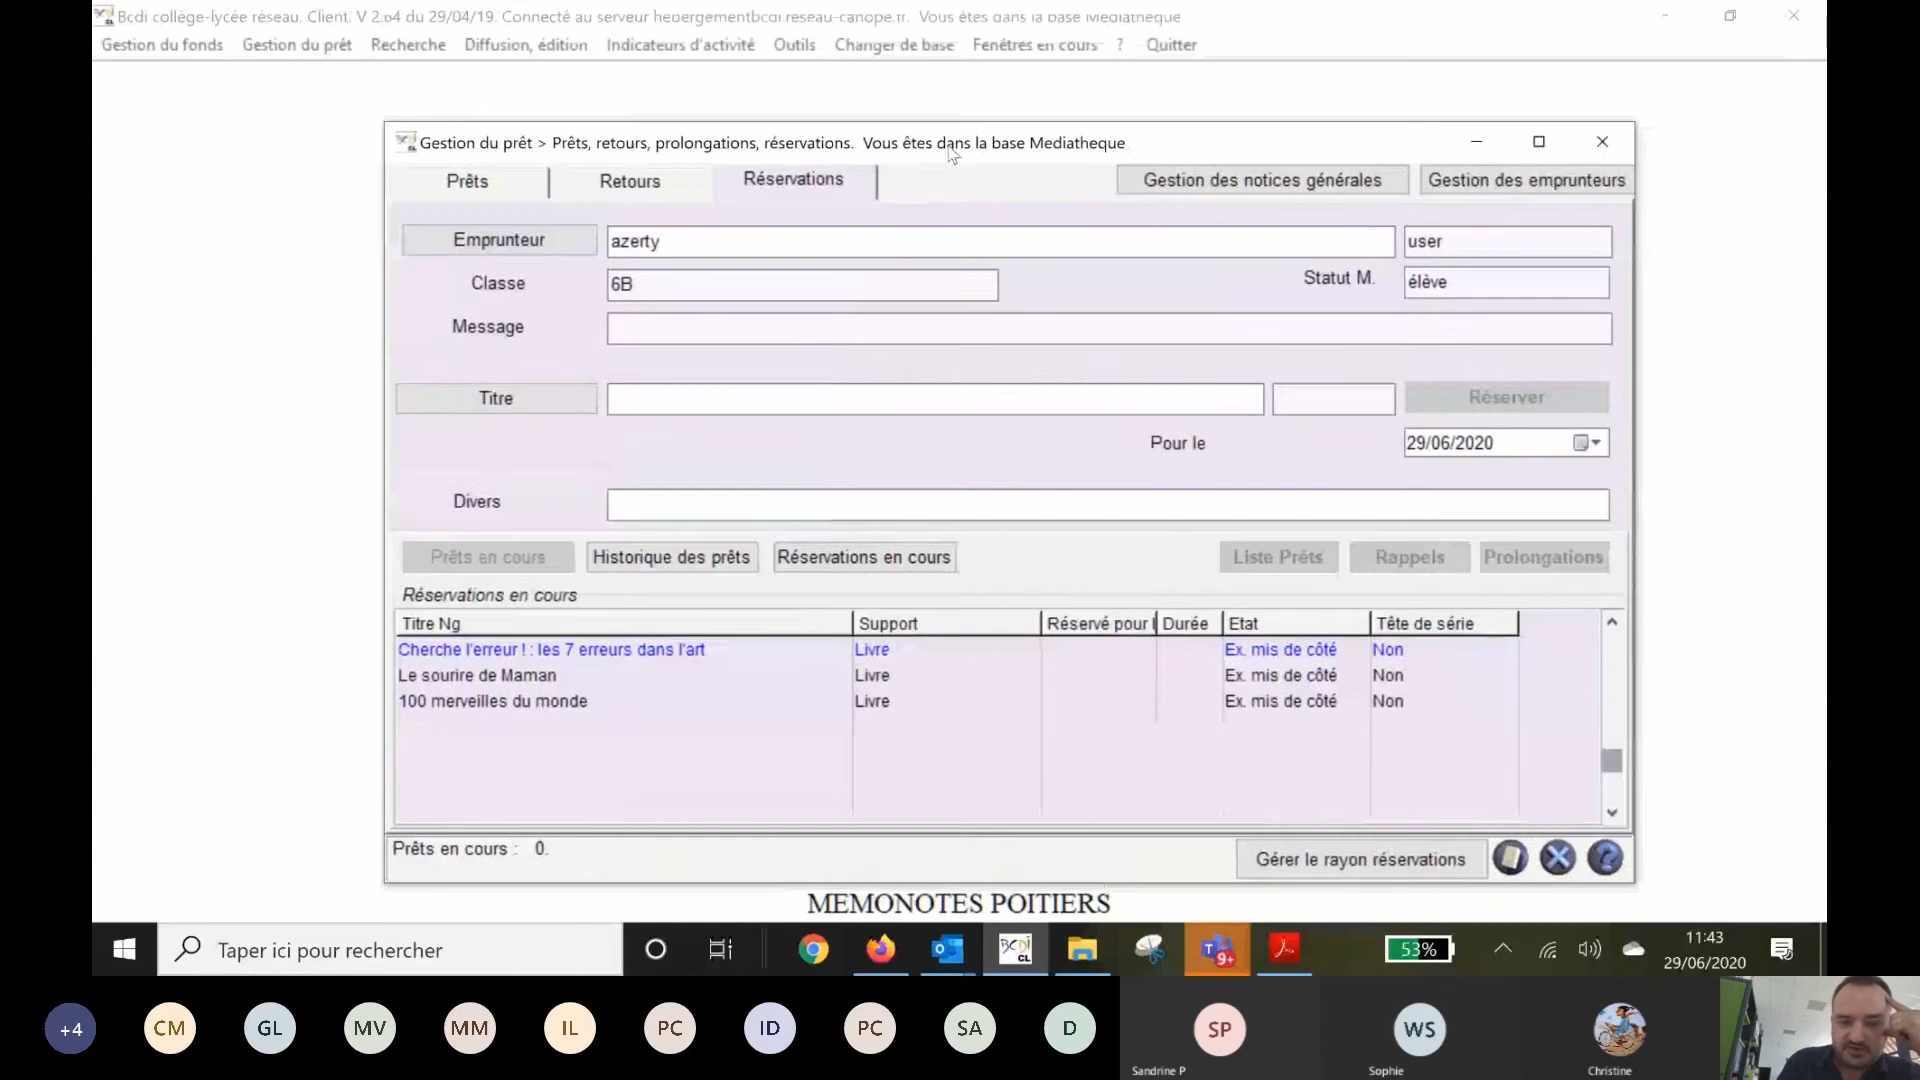 Bcdi collège-lycée réseau. Client. V 2.64 du 29/04/19. Connecté au serveur hebergementbcdi.reseau-canope.fr. Vous êtes dans la base Mediatheque
Gestion du fonds Gestion du prêt Recherche Diffusion, édition Indicateurs d'activité Outils Changer de base Fenêtres en cours ? Quitter
Gestion du prêt > Prêts, retours, prolongations, réservations. Vous êtes dans la base Mediatheque
Prêts Retours Réservations Gestion des notices générales Gestion des emprunteurs
Emprunteur azerty user
Classe 6B Statut M. élève
Message
Titre Réserver
Pour le 29/06/2020
Divers
Prêts en cours Historique des prêts Réservations en cours Liste Prêts Rappels Prolongations
Réservations en cours
Titre Ng Support Réservé pour l Durée Etat Tête de série
Cherche l'erreur ! : les 7 erreurs dans l'art Livre Ex. mis de côté Non
Le sourire de Maman Livre Ex. mis de côté Non
100 merveilles du monde Livre Ex. mis de côté Non
Prêts en cours : 0.
Gérer le rayon réservations
MEMONOTES POITIERS
Taper ici pour rechercher
BCDI CL
T 9+
53%
11:43
29/06/2020
+4 CM GL MV MM IL PC ID PC SA D SP WS
Sandrine P Sophie Christine